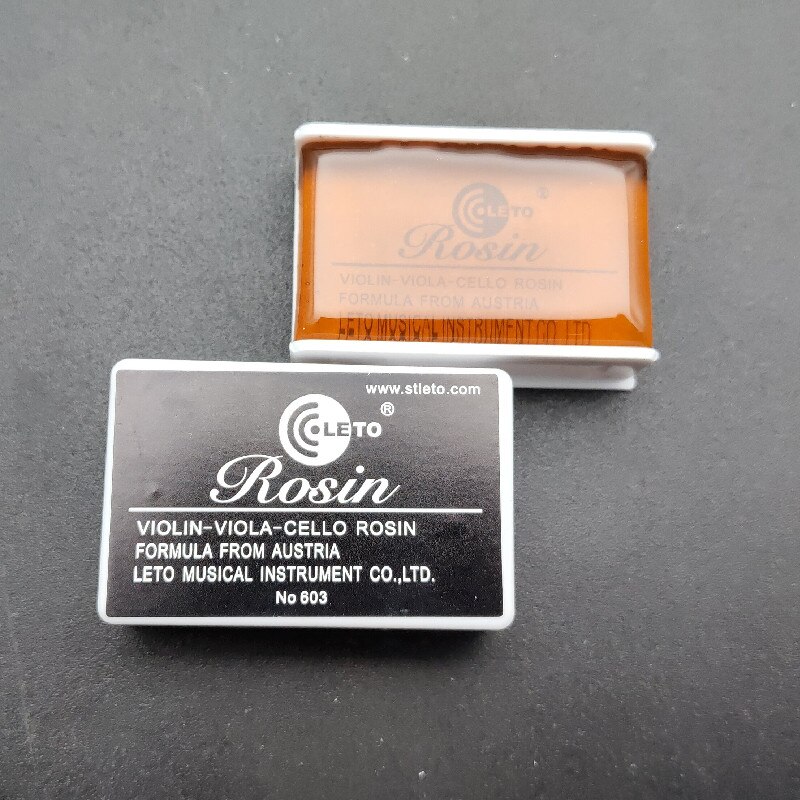 LETO ®
Rosin
VIOLIN-VIOLA-CELLO ROSIN
FORMULA FROM AUSTRIA
LETO MUSICAL INSTRUMENT CO.,LTD.
www.stleto.com
LETO ®
Rosin
VIOLIN-VIOLA-CELLO ROSIN
FORMULA FROM AUSTRIA
LETO MUSICAL INSTRUMENT CO.,LTD.
No 603